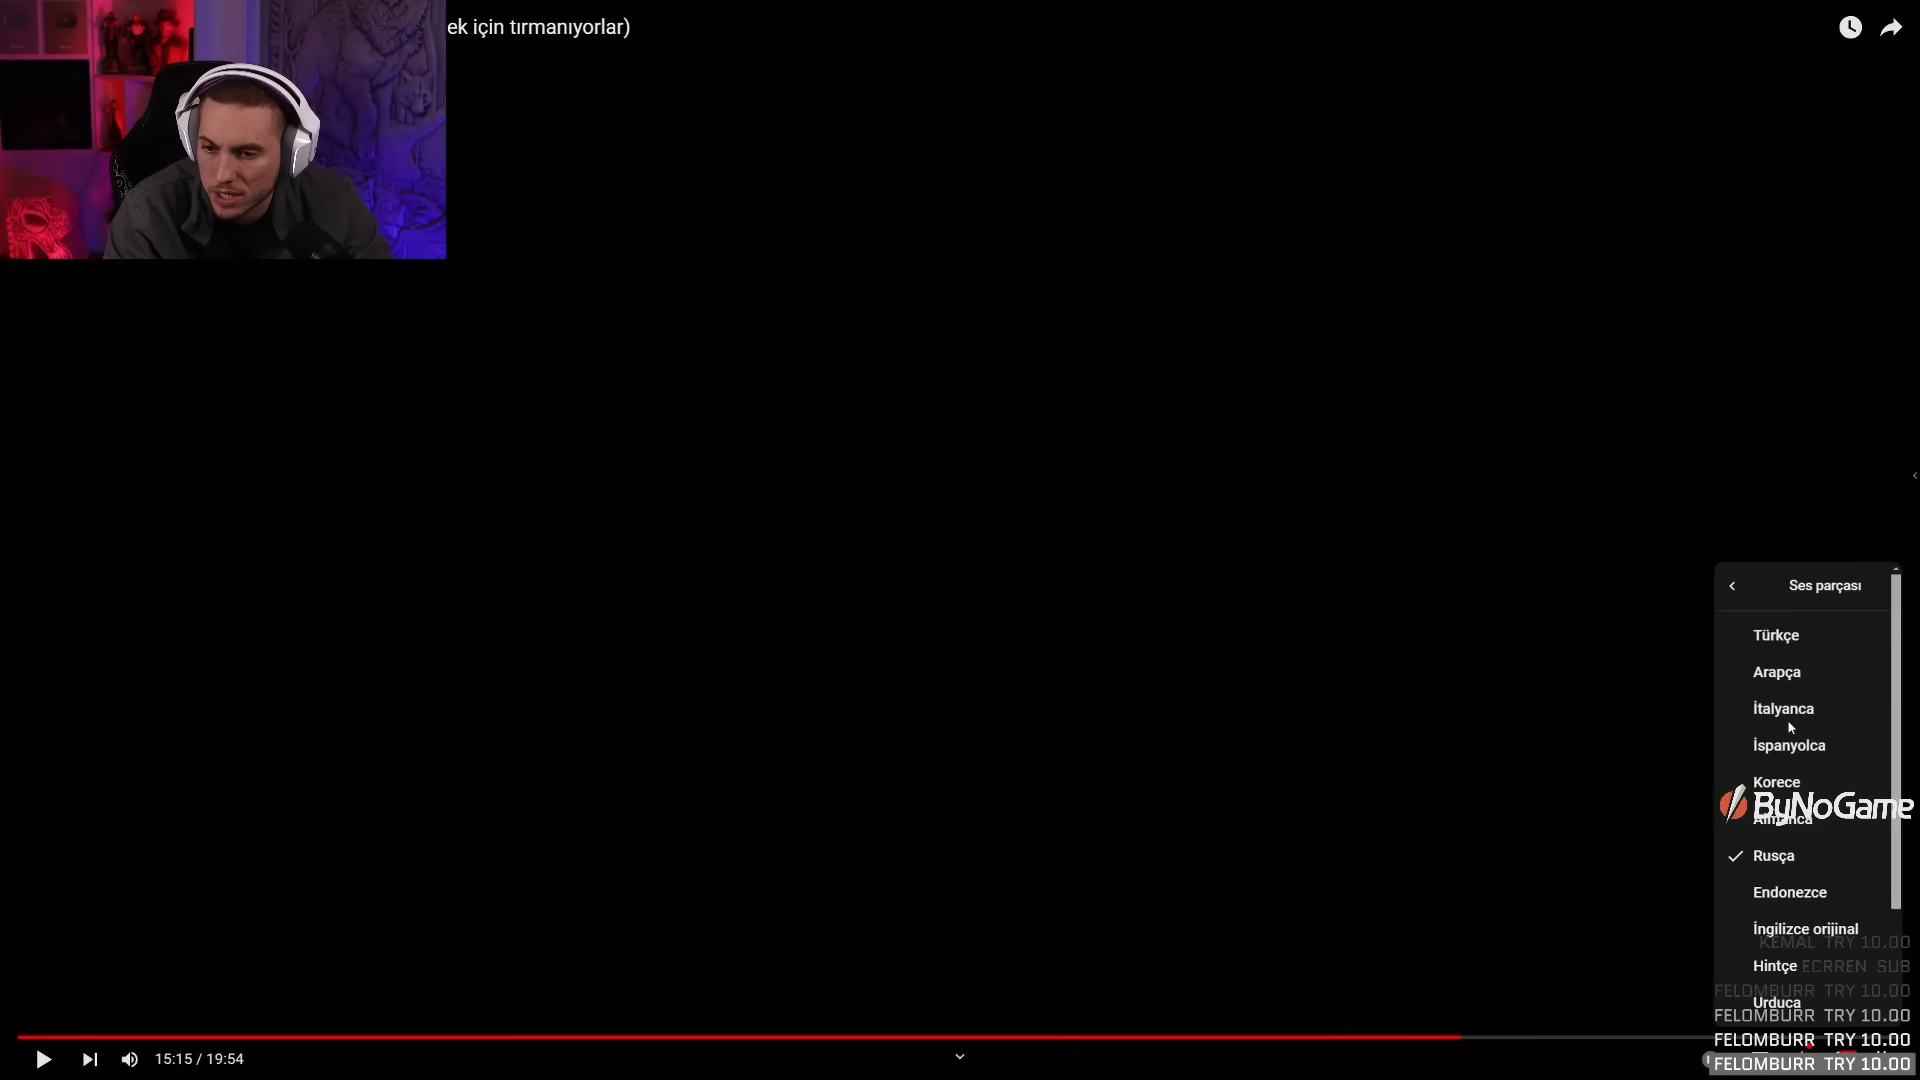 ek için tırmanıyorlar)
Ses parçası
Türkçe
Arapça
İtalyanca
İspanyolca
Korece
ByNoGame
Almanca
Rusça
Endonezce
İngilizce orijinal
KEMAL TRY 10.00
Hintçe
ECRREN SUB
FELOMBURR TRY 10.00
Urduca
FELOMBURR TRY 10.00
FELOMBURR TRY 10.00
15:15 / 19:54
FELOMBURR TRY 10.00